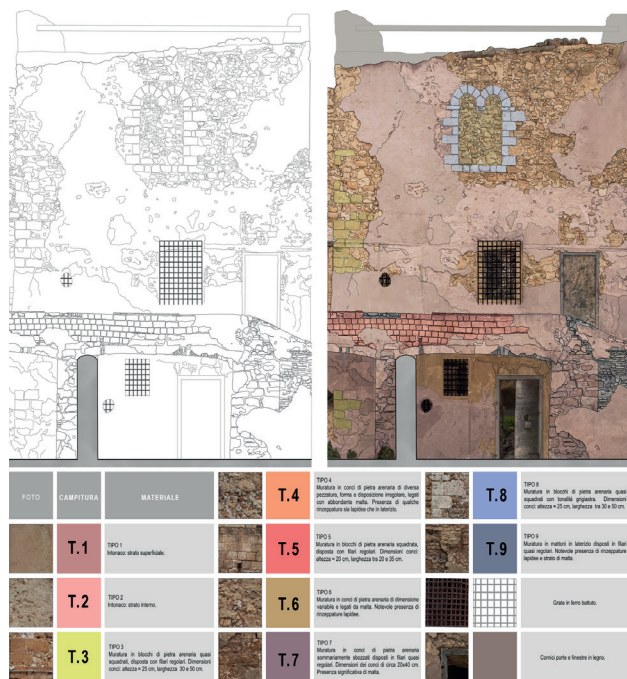 FOTO
CAMPITURA
MATERIALE
T.1
TIPO 1
Intonaco: strato superficiale.
T.2
TIPO 2
Intonaco: strato interno.
T.3
TIPO 3
Muratura in blocchi di pietra arenaria quasi
squadrati, disposta con filari regolari. Dimensioni
conci: altezza ≈ 25 cm, larghezza 30 e 50 cm.
T.4
TIPO 4
Muratura in conci di pietra arenaria di diversa
pezzatura, forma e disposizione irregolare, legati
con abbondante malta. Presenza di qualche
rinzeppature sia lapidee che in laterizio.
T.5
TIPO 5
Muratura in blocchi di pietra arenaria squadrata,
disposta con filari regolari. Dimensioni conci:
altezza ≈ 20 cm, larghezza tra 20 e 35 cm.
T.6
TIPO 6
Muratura in conci di pietra arenaria di dimensione
variabile e legati da malta. Notevole presenza di
rinzeppature lapidee.
T.7
TIPO 7
Muratura in conci di pietra arenaria
sommariamente sbozzati disposti in filari quasi
regolari. Dimensioni dei conci di circa 20x40 cm.
Presenza significativa di malta.
T.8
TIPO 8
Muratura in blocchi di pietra arenaria quasi
squadrati con tonalità grigiastra. Dimensioni
conci: altezza ≈ 25 cm, larghezza tra 30 e 50 cm.
T.9
TIPO 9
Muratura in mattoni in laterizio disposti in filari
quasi regolari. Notevole presenza di rinzeppature
lapidee e strato di malta.
Grate in ferro battuto.
Cornici porte e finestre in legno.